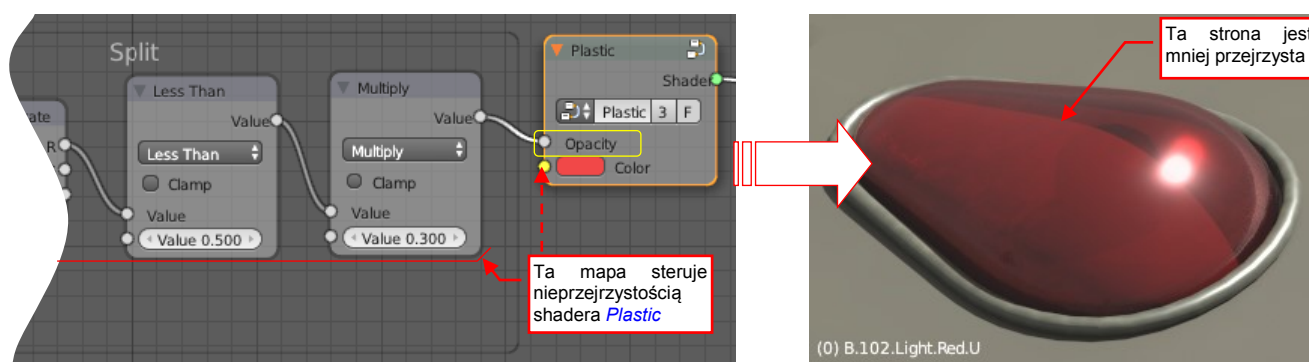 Split
Less Than
Value
Less Than
Clamp
Value
Value 0.500
R
Multiply
Value
Multiply
Clamp
Value
Value 0.300
Plastic
Shader
Plastic 3 F
Opacity
Color
Ta mapa steruje
nieprzejrzystością
shadera Plastic
Ta strona jest
mniej przejrzysta
(0) B.102.Light.Red.U